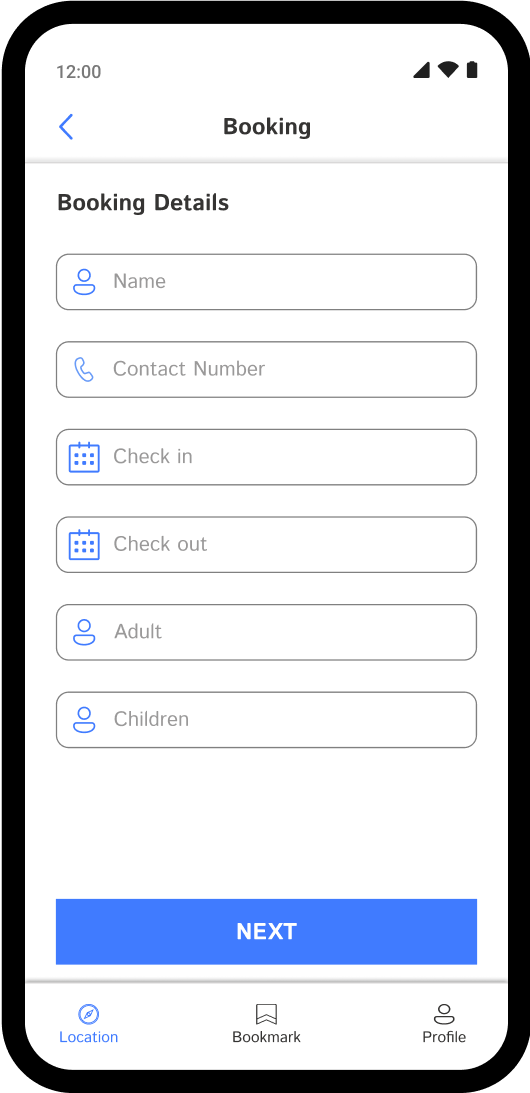 12:00
Booking
Booking Details
Name
Contact Number
Check in
Check out
Adult
Children
NEXT
Location Bookmark Profile